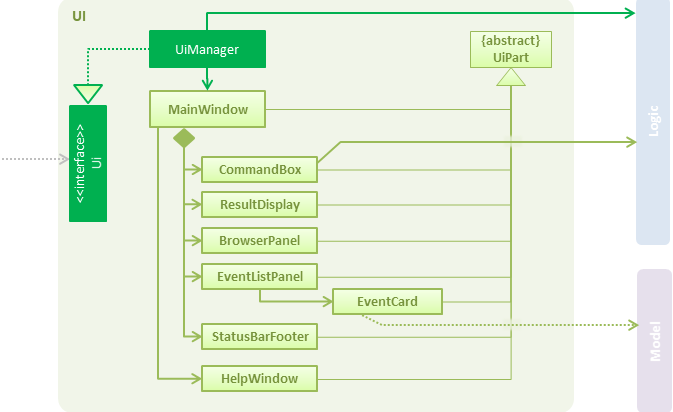 UI
UiManager
{abstract}
UiPart
MainWindow
<<interface>>
Ui
CommandBox
ResultDisplay
BrowserPanel
EventListPanel
EventCard
StatusBarFooter
HelpWindow
Logic
Model